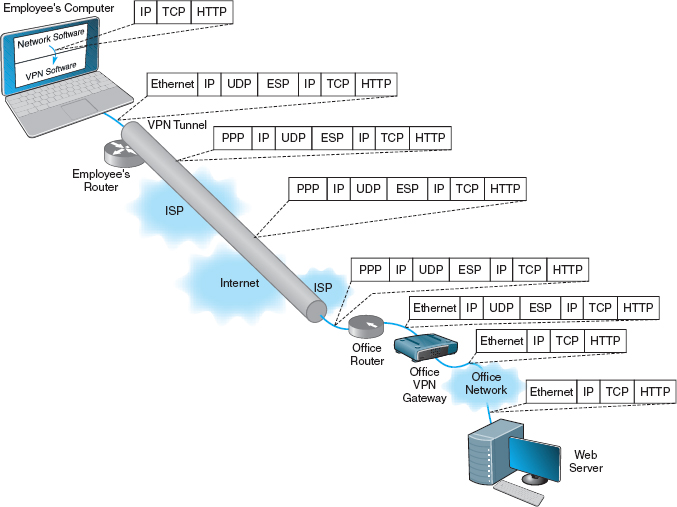 Employee's Computer
IP TCP HTTP
Network Software
VPN Software
Ethernet IP UDP ESP IP TCP HTTP
VPN Tunnel
PPP IP UDP ESP IP TCP HTTP
Employee's
Router
PPP IP UDP ESP IP TCP HTTP
ISP
PPP IP UDP ESP IP TCP HTTP
Internet
ISP
Ethernet IP UDP ESP IP TCP HTTP
Office
Router
Ethernet IP TCP HTTP
Office
VPN
Gateway
Office
Network
Ethernet IP TCP HTTP
Web
Server